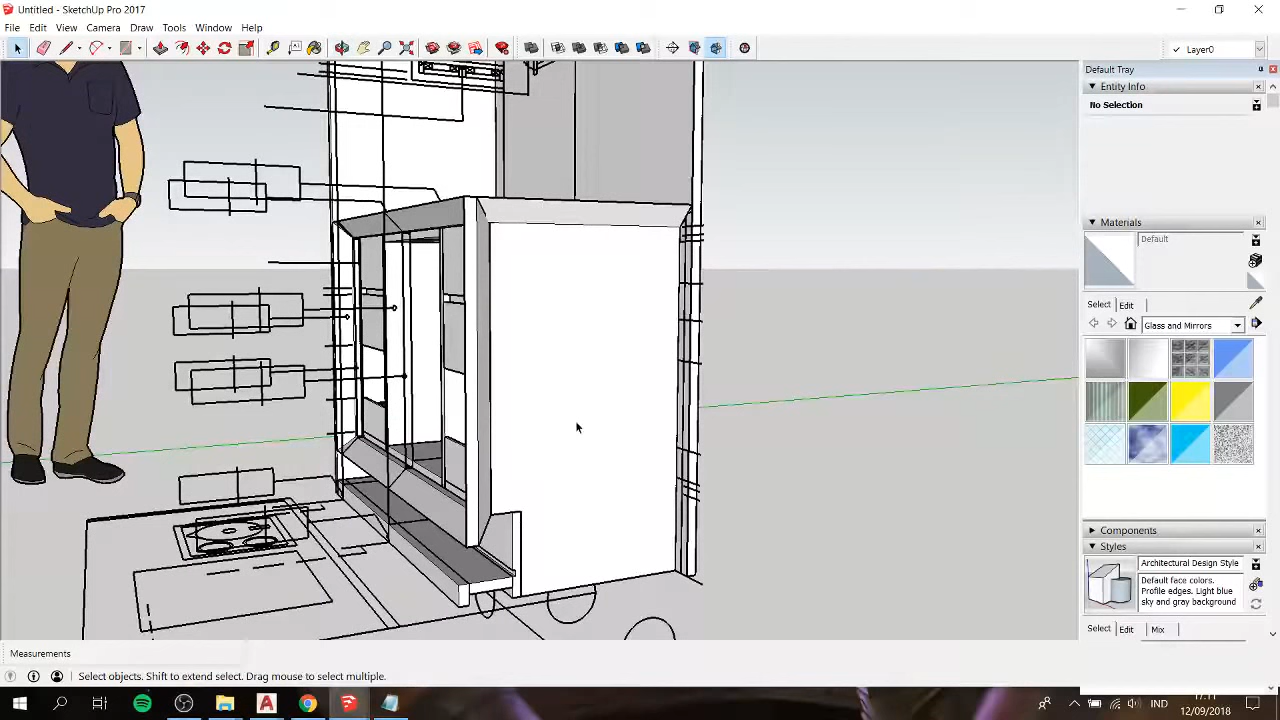 Untitled - SketchUp Pro 2017
File Edit View Camera Draw Tools Window Help
Layer0
Default Tray
Entity Info
No Selection
Materials
Default
Select Edit
Glass and Mirrors
Components
Styles
Architectural Design Style
Default face colors.
Profile edges. Light blue
sky and gray background
Select Edit Mix
Measurements
Select objects. Shift to extend select. Drag mouse to select multiple.
IND
17.11
12/09/2018